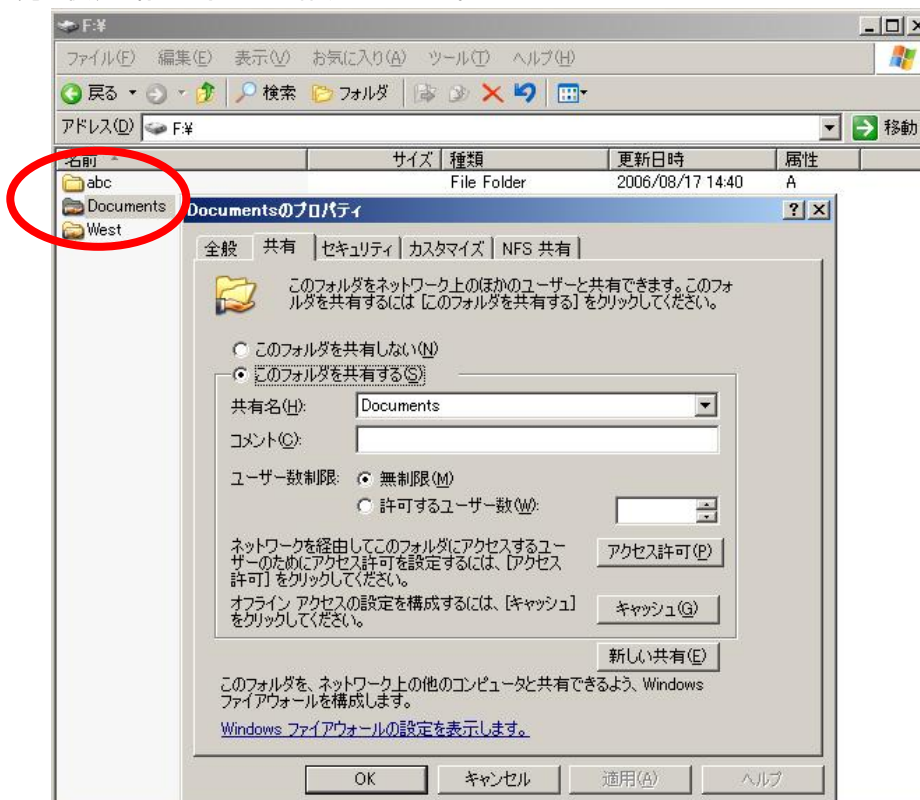 F:¥
ファイル(F) 編集(E) 表示(V) お気に入り(A) ツール(T) ヘルプ(H)
戻る 検索 フォルダ
アドレス(D) F:¥ 移動
名前 サイズ 種類 更新日時 属性
abc File Folder 2006/08/17 14:40 A
Documents
West
Documentsのプロパティ
全般 共有 セキュリティ カスタマイズ NFS 共有
このフォルダをネットワーク上のほかのユーザーと共有できます。このフォ
ルダを共有するには [このフォルダを共有する] をクリックしてください。
このフォルダを共有しない(N)
このフォルダを共有する(S)
共有名(H): Documents
コメント(C):
ユーザー数制限: 無制限(M)
許可するユーザー数(W):
ネットワークを経由してこのフォルダにアクセスするユー
ザーのためにアクセス許可を設定するには、[アクセス
許可] をクリックしてください。
アクセス許可(P)
オフライン アクセスの設定を構成するには、[キャッシュ]
をクリックしてください。
キャッシュ(G)
新しい共有(E)
このフォルダを、ネットワーク上の他のコンピュータと共有できるよう、Windows
ファイアウォールを構成します。
Windows ファイアウォールの設定を表示します。
OK キャンセル 適用(A) ヘルプ